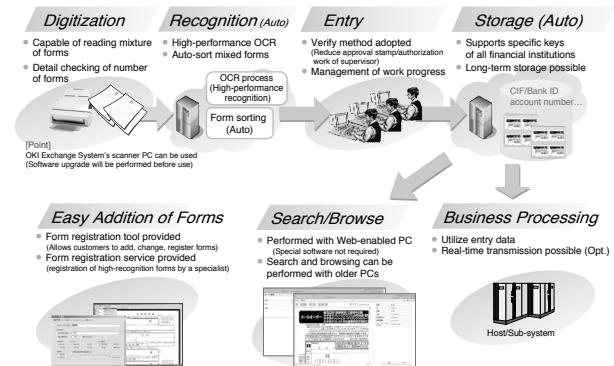 Digitization
Capable of reading mixture
of forms
Detail checking of number
of forms
[Point]
OKI Exchange System's scanner PC can be used
(Software upgrade will be performed before use)
Recognition (Auto)
High-performance OCR
Auto-sort mixed forms
OCR process
(High-performance
recognition)
Form sorting
(Auto)
Entry
Verify method adopted
(Reduce approval stamp/authorization
work of supervisor)
Management of work progress
Storage (Auto)
Supports specific keys
of all financial institutions
Long-term storage possible
CIF/Bank ID
account number…
Easy Addition of Forms
Form registration tool provided
(Allows customers to add, change, register forms)
Form registration service provided
(registration of high-recognition forms by a specialist)
Search/Browse
Performed with Web-enabled PC
(Special software not required)
Search and browsing can be
performed with older PCs
メールオーダー
Business Processing
Utilize entry data
Real-time transmission possible (Opt.)
Host/Sub-system